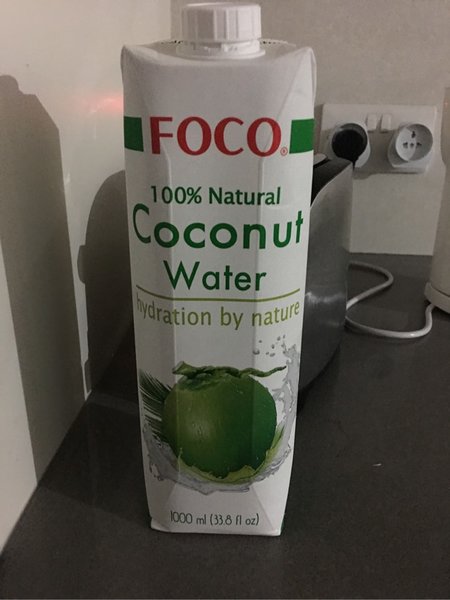 FOCO®
100% Natural
Coconut
Water
hydration by nature
1000 ml (33.8 fl oz)